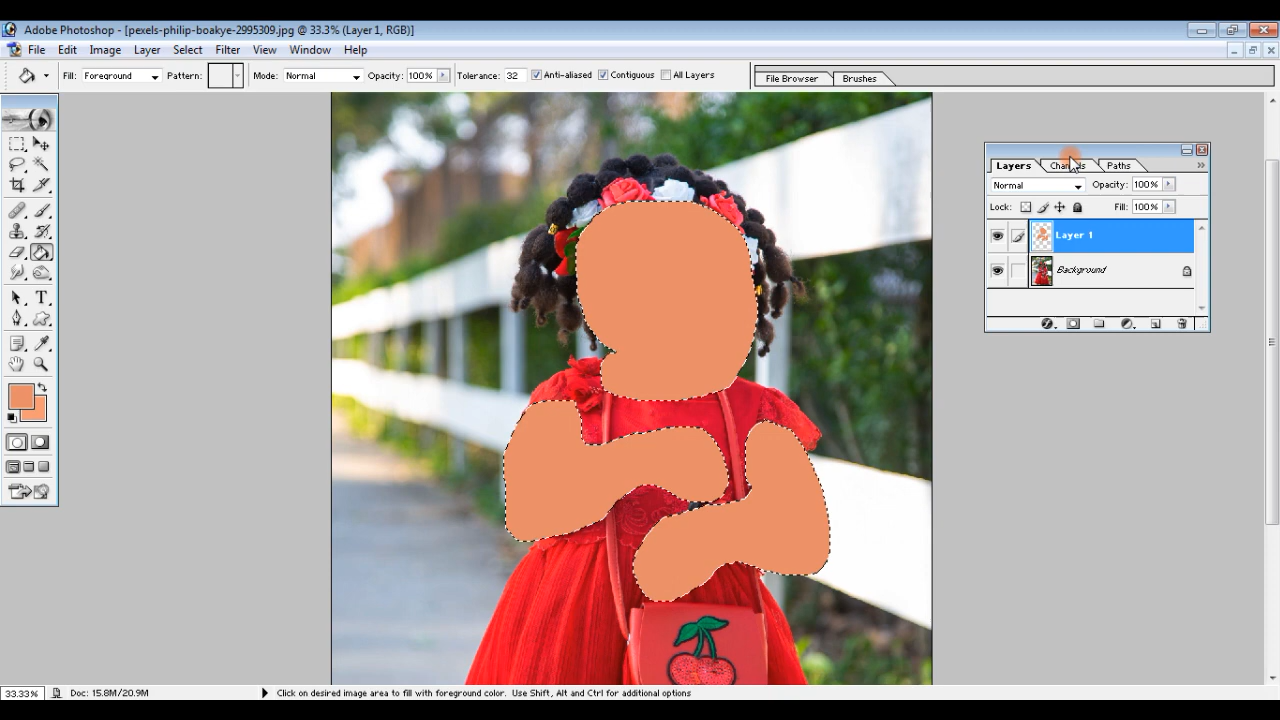 Adobe Photoshop - [pexels-philip-boakye-2995309.jpg @ 33.3% (Layer 1, RGB)]
File Edit Image Layer Select Filter View Window Help
Fill: Foreground Pattern: Mode: Normal Opacity: 100% Tolerance: 32 Anti-aliased Contiguous All Layers File Browser Brushes
Layers Channels Paths
Normal Opacity: 100%
Lock: Fill: 100%
Layer 1
Background
33.33% Doc: 15.8M/20.9M Click on desired image area to fill with foreground color. Use Shift, Alt and Ctrl for additional options